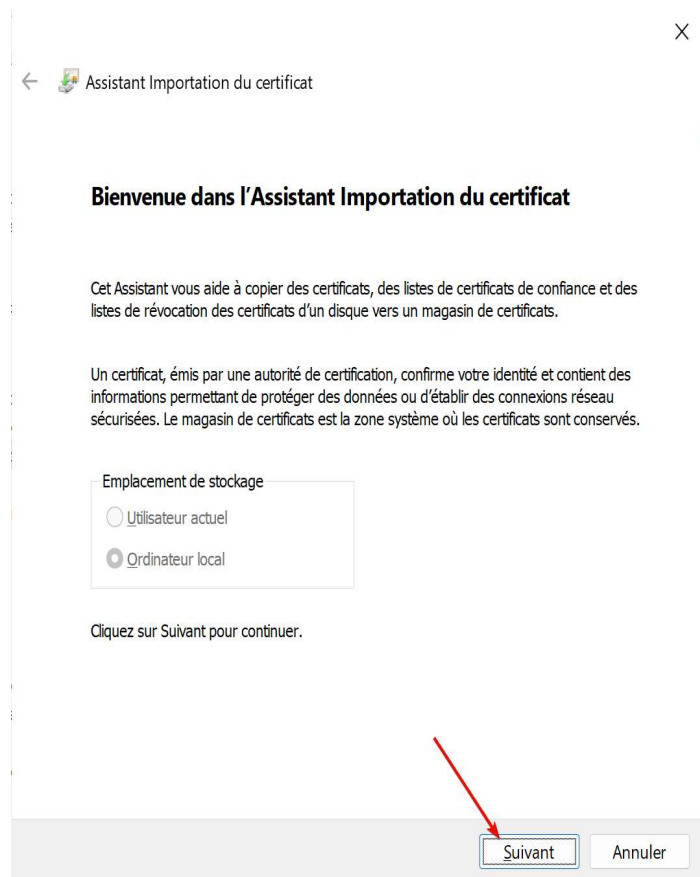 Assistant Importation du certificat
Bienvenue dans l'Assistant Importation du certificat
Cet Assistant vous aide à copier des certificats, des listes de certificats de confiance et des
listes de révocation des certificats d'un disque vers un magasin de certificats.
Un certificat, émis par une autorité de certification, confirme votre identité et contient des
informations permettant de protéger des données ou d'établir des connexions réseau
sécurisées. Le magasin de certificats est la zone système où les certificats sont conservés.
Emplacement de stockage
Utilisateur actuel
Ordinateur local
Cliquez sur Suivant pour continuer.
Suivant Annuler